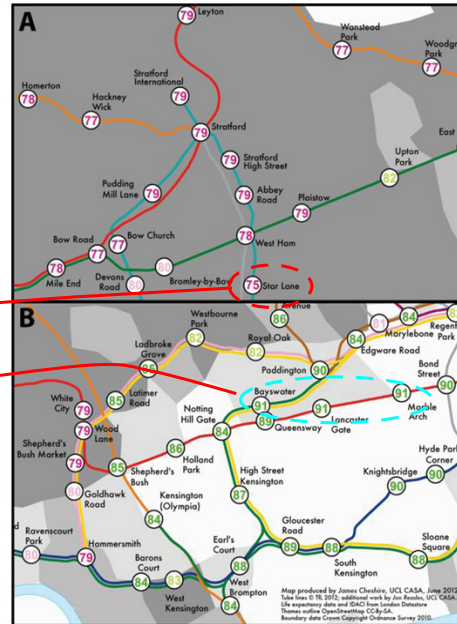 A
79
Leyton
Wanstead
Park
77
Woodgr
Park
77
Homerton
78
Hackney
Wick
77
Stratford
International
79
79
Stratford
79
Stratford
High Street
East
Upton
Park
82
Pudding
Mill Lane
79
79
Abbey
Road
Plaistow
79
Bow Road
77
77
Bow Church
78
West Ham
78
Mile End
Devons
Road
80
80
Bromley-by-Bow
75
Star Lane
B
Westbourne
Park
82
Royal Oak
82
86
Avenue
84
81
Marylebone
84
Regent
Park
Edgware Road
Ladbroke
Grove
86
Paddington
90
Bond
Street
90
Bayswater
91
91
Marble
Arch
White
City
79
85
Latimer
Road
Notting
Hill Gate
84
89
Queensway
91
Lancaster
Gate
79
Wood Lane
Shepherd's
Bush Market
79
86
Holland
Park
85
Shepherd's
Bush
High Street
Kensington
87
Hyde Park
Corner
90
Knightsbridge
90
80
Goldhawk
Road
Kensington
(Olympia)
84
Ravenscourt
Park
80
Hammersmith
79
Barons
Court
84
83
West
Kensington
Earl's
Court
88
Gloucester
Road
89
88
South
Kensington
Sloane
Square
88
West
Brompton
84
Map produced by James Cheshire, UCL CASA, June 2012
Tube lines © TfL 2012; additional work by Jon Reades, UCL CASA.
Life expectancy data and IDACI from London Datastore
Thames outline OpenStreetMap CC-By-SA.
Boundary data Crown Copyright Ordnance Survey 2010.